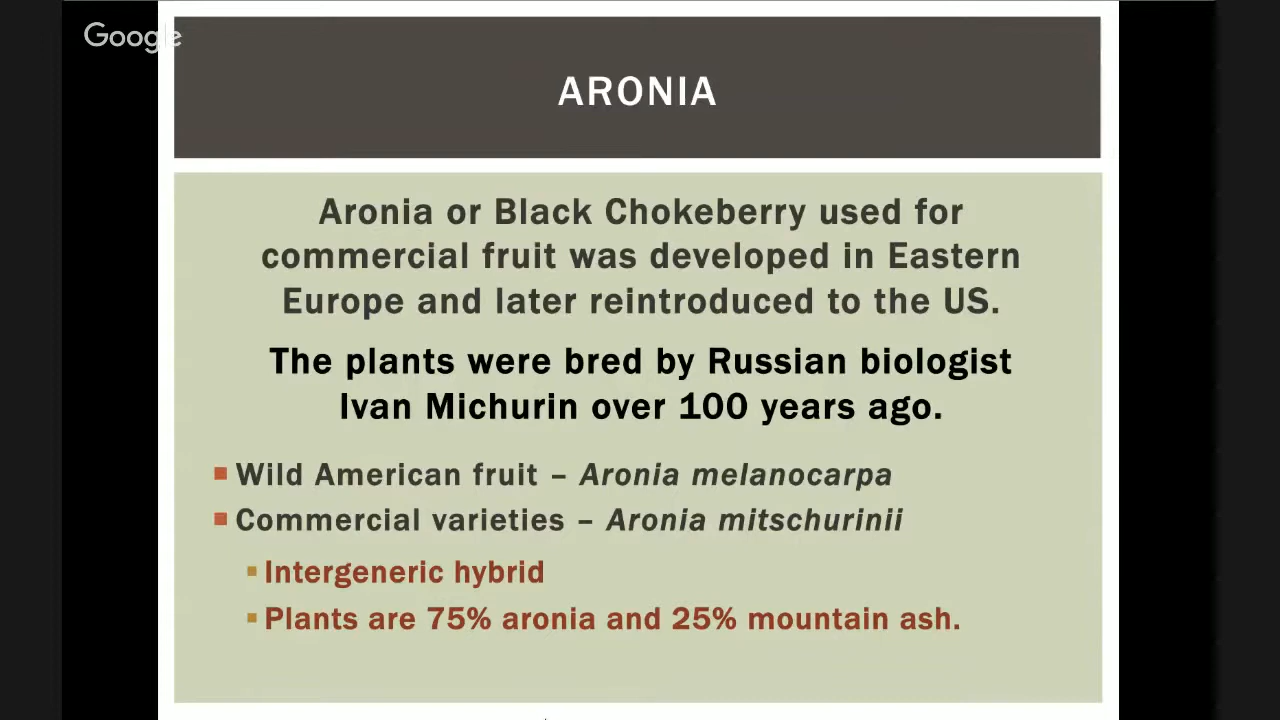 Google
ARONIA
Aronia or Black Chokeberry used for
commercial fruit was developed in Eastern
Europe and later reintroduced to the US.
The plants were bred by Russian biologist
Ivan Michurin over 100 years ago.
Wild American fruit – Aronia melanocarpa
Commercial varieties – Aronia mitschurinii
Intergeneric hybrid
Plants are 75% aronia and 25% mountain ash.